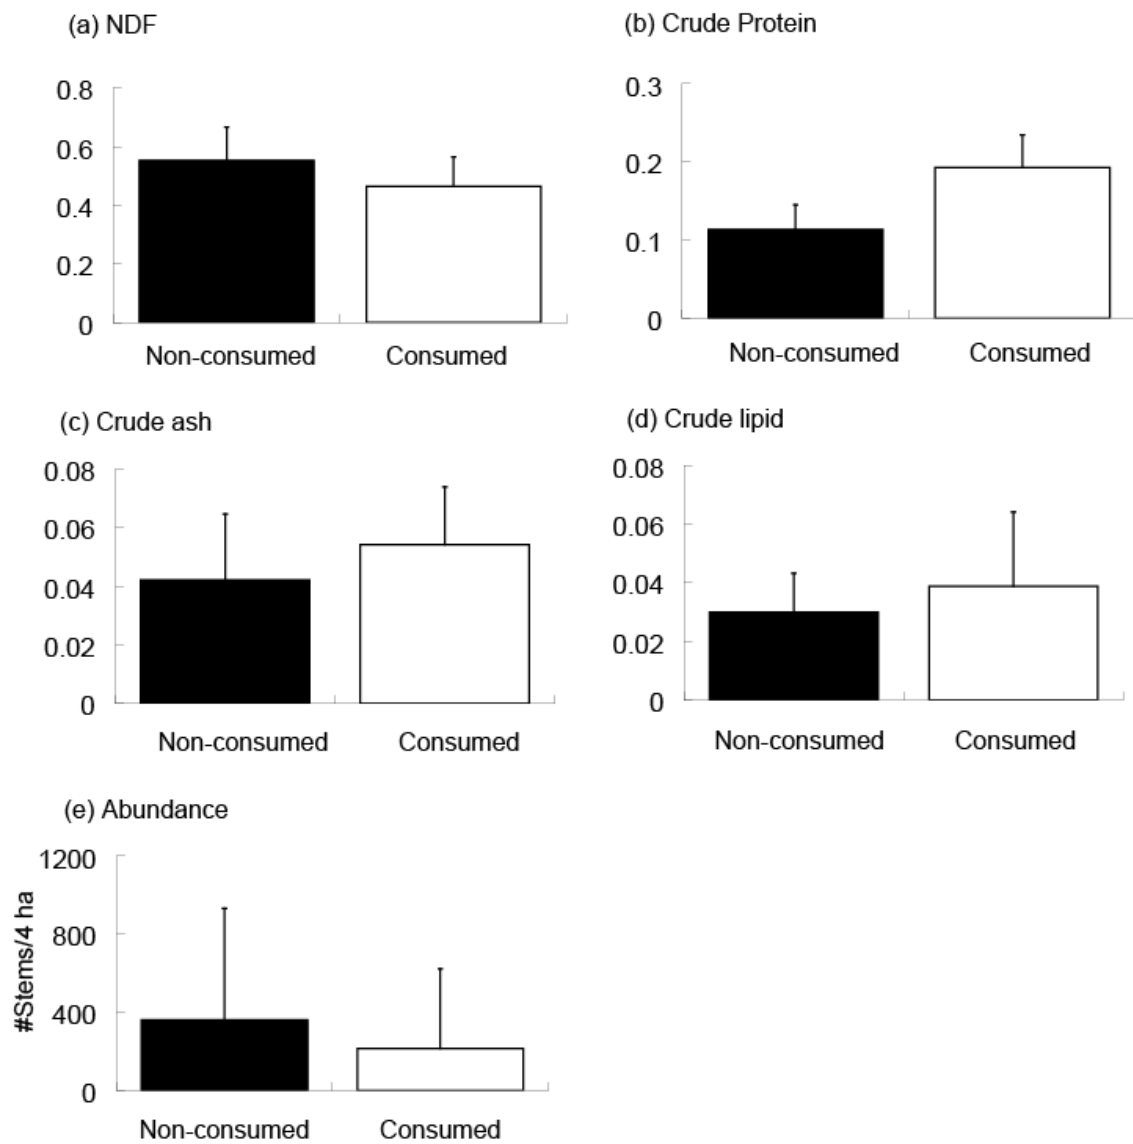 (a) NDF
0.8
0.6
0.4
0.2
0
Non-consumed Consumed
(b) Crude Protein
0.3
0.2
0.1
0
Non-consumed Consumed
(c) Crude ash
0.08
0.06
0.04
0.02
0
Non-consumed Consumed
(d) Crude lipid
0.08
0.06
0.04
0.02
0
Non-consumed Consumed
(e) Abundance
#Stems/4 ha
1200
800
400
0
Non-consumed Consumed